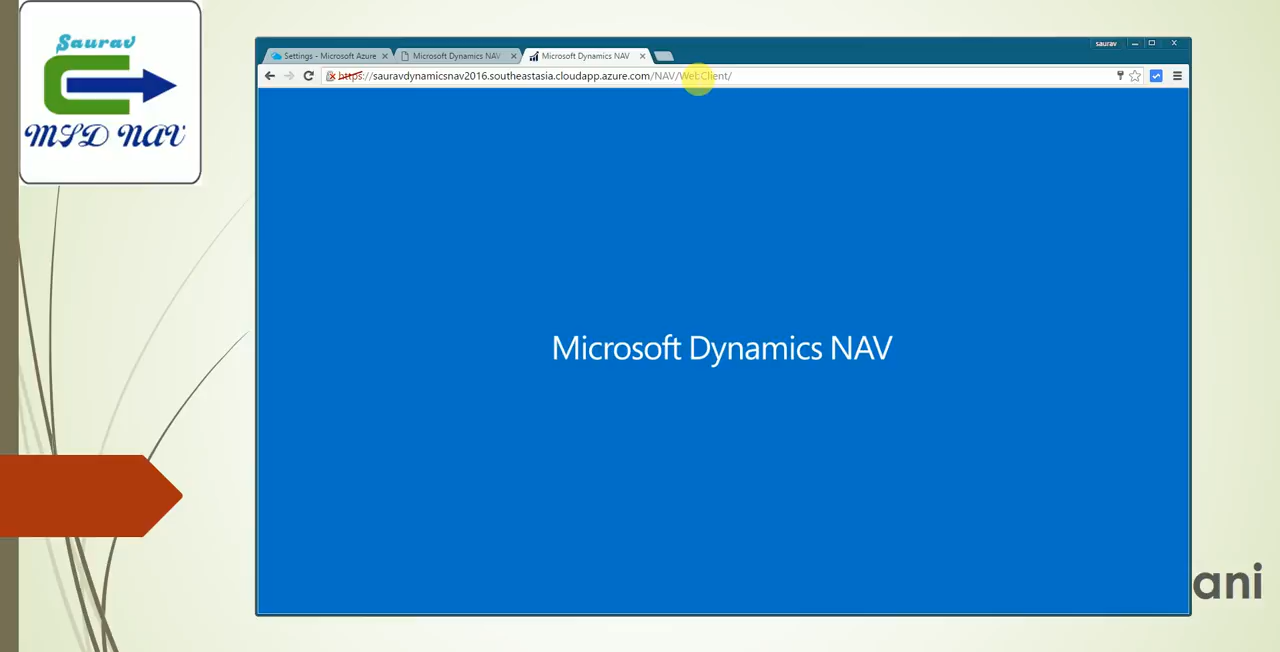 Saurav
MSD NAV
saurav
Settings - Microsoft Azure
Microsoft Dynamics NAV
Microsoft Dynamics NAV
https://sauravdynamicsnav2016.southeastasia.cloudapp.azure.com/NAV/WebClient/
Microsoft Dynamics NAV
ani